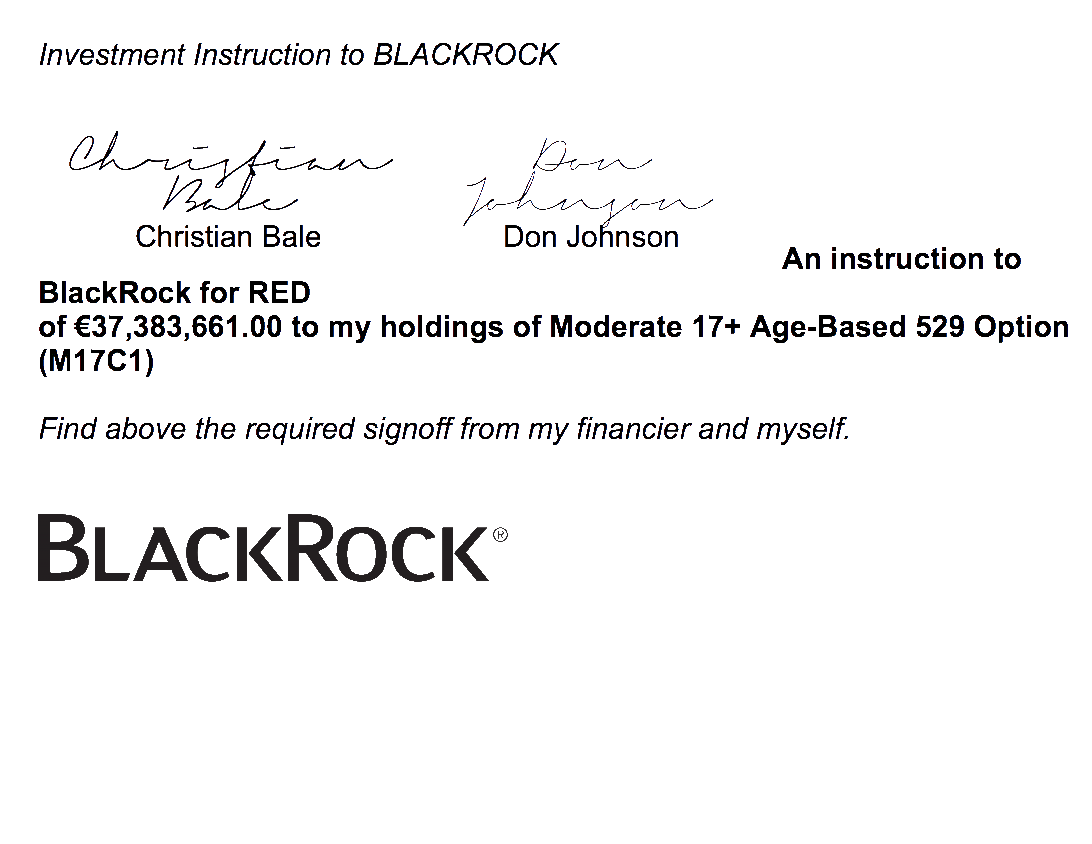 Investment Instruction to BLACKROCK
Christian
Bale
Don
Johnson
Christian Bale
Don Johnson
An instruction to
BlackRock for RED
of €37,383,661.00 to my holdings of Moderate 17+ Age-Based 529 Option
(M17C1)
Find above the required signoff from my financier and myself.
BLACKROCK®